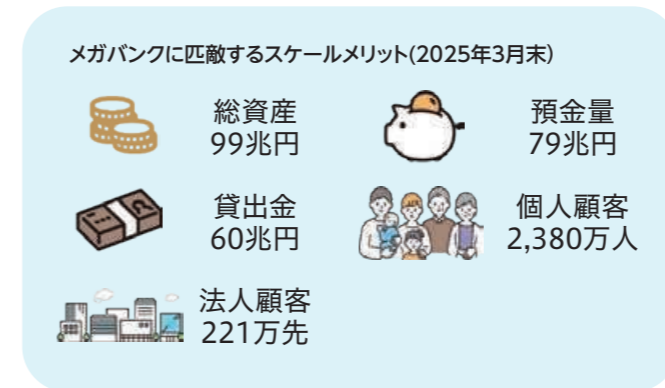 メガバンクに匹敵するスケールメリット(2025年3月末)
総資産
99兆円
預金量
79兆円
貸出金
60兆円
個人顧客
2,380万人
法人顧客
221万先